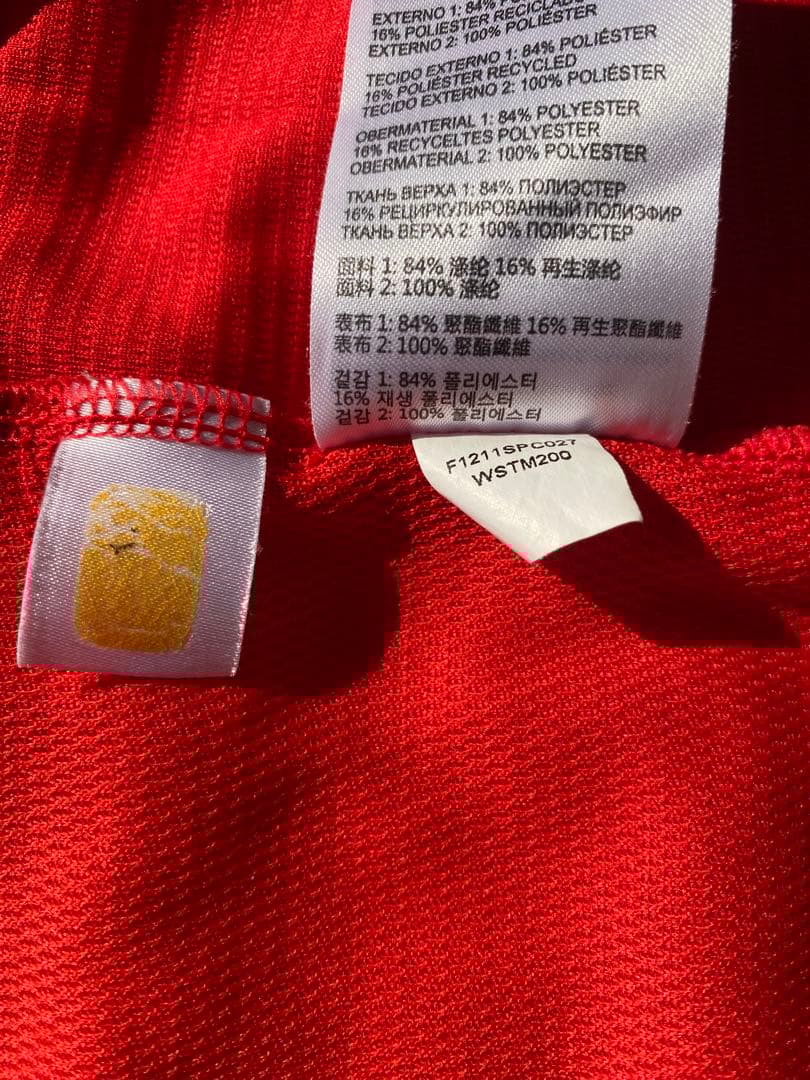 EXTERNO 1: 84%
16% POLIESTER RECICLADO
EXTERNO 2: 100% POLIÉSTER
TECIDO EXTERNO 1: 84% POLIÉSTER
16% POLIÉSTER RECYCLED
TECIDO EXTERNO 2: 100% POLIÉSTER
OBERMATERIAL 1: 84% POLYESTER
16% RECYCELTES POLYESTER
OBERMATERIAL 2: 100% POLYESTER
ТКАНЬ ВЕРХА 1: 84% ПОЛИЭСТЕР
16% РЕЦИРКУЛИРОВАННЫЙ ПОЛИЭФИР
ТКАНЬ ВЕРХА 2: 100% ПОЛИЭСТЕР
面料 1: 84% 涤纶 16% 再生涤纶
面料 2: 100% 涤纶
表布 1: 84% 聚酯纖維 16% 再生聚酯纖維
表布 2: 100% 聚酯纖維
겉감 1: 84% 폴리에스터
16% 재생 폴리에스터
겉감 2: 100% 폴리에스터
F1211SPC027
WSTM200